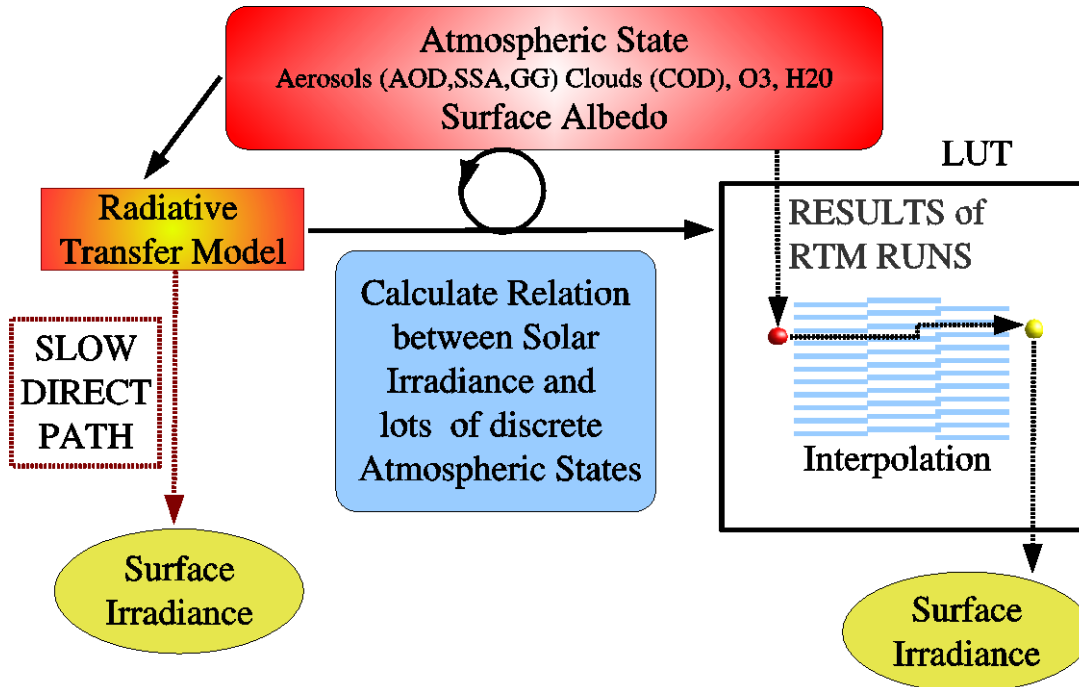 Atmospheric State
Aerosols (AOD,SSA,GG) Clouds (COD), O3, H20
Surface Albedo
LUT
Radiative
Transfer Model
RESULTS of
RTM RUNS
Calculate Relation
between Solar
Irradiance and
lots of discrete
Atmospheric States
SLOW
DIRECT
PATH
Interpolation
Surface
Irradiance
Surface
Irradiance